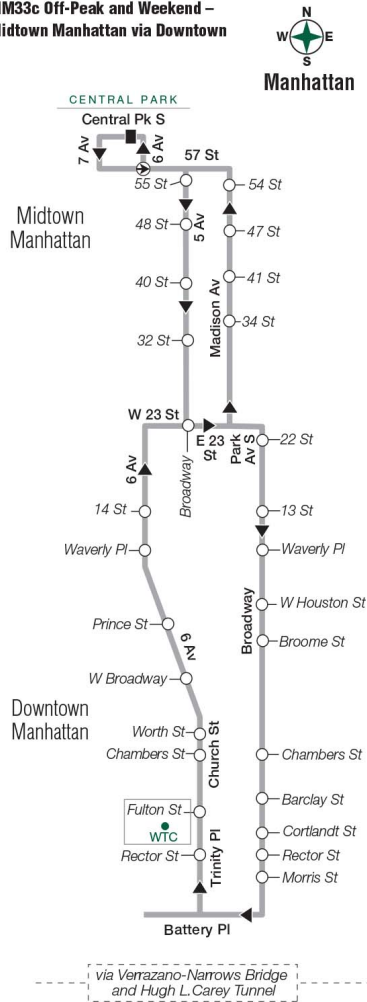 SIM33c Off-Peak and Weekend –
Midtown Manhattan via Downtown
N
W
E
S
Manhattan
CENTRAL PARK
Central Pk S
7 Av
6 Av
57 St
55 St
54 St
Midtown
Manhattan
48 St
5 Av
47 St
40 St
41 St
Madison Av
34 St
32 St
W 23 St
E 23
St
Park
Av S
22 St
6 Av
Broadway
14 St
13 St
Waverly Pl
Waverly Pl
Broadway
W Houston St
Prince St
6 Av
Broome St
W Broadway
Downtown
Manhattan
Worth St
Chambers St
Church St
Chambers St
Barclay St
Fulton St
WTC
Cortlandt St
Rector St
Trinity Pl
Rector St
Morris St
Battery Pl
via Verrazano-Narrows Bridge
and Hugh L.Carey Tunnel